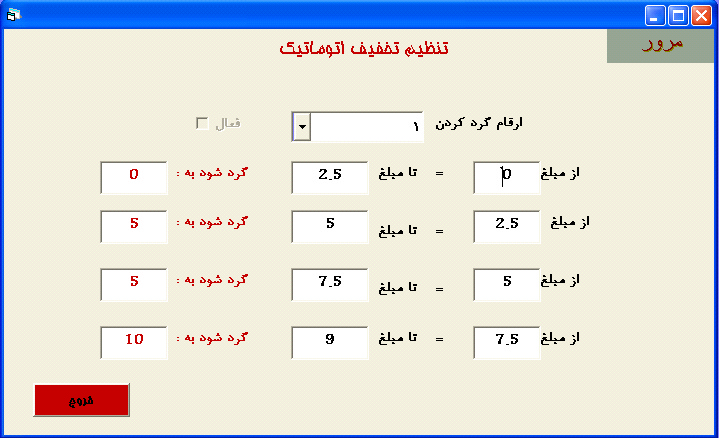 مرور
تنظیم تخفیف اتوماتیک
ارقام گرد کردن ۱ فعال
از مبلغ 0 = تا مبلغ 2.5 گرد شود به : 0
از مبلغ 2.5 = تا مبلغ 5 گرد شود به : 5
از مبلغ 5 = تا مبلغ 7.5 گرد شود به : 5
از مبلغ 7.5 = تا مبلغ 9 گرد شود به : 10
خروج